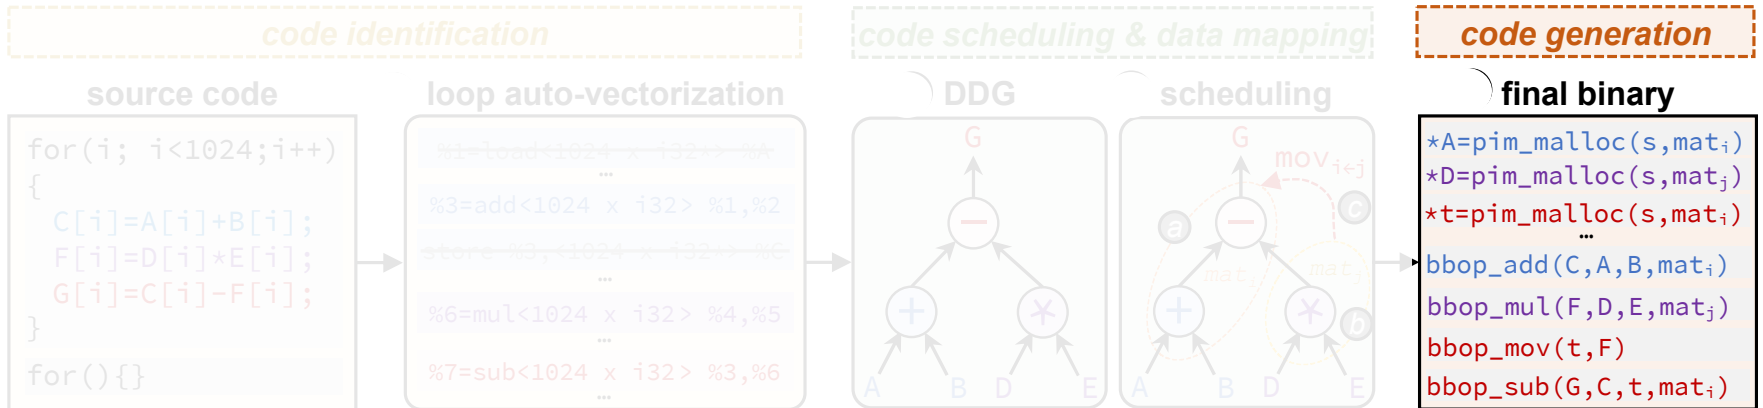 code identification
code scheduling & data mapping
code generation
source code
loop auto-vectorization
DDG
scheduling
final binary
for(i; i<1024;i++)
{
C[i]=A[i]+B[i];
F[i]=D[i]*E[i];
G[i]=C[i]-F[i];
}
for(){}
%1=load<1024 x i32*> %A
…
%3=add<1024 x i32> %1,%2
store %3,<1024 x i32*> %C
…
%6=mul<1024 x i32> %4,%5
…
%7=sub<1024 x i32> %3,%6
…
G
−
+
*
A B D E
G
mov i←j
c
a
−
mat i
mat j
+
*
b
A B D E
*A=pim_malloc(s,matᵢ)
*D=pim_malloc(s,matⱼ)
*t=pim_malloc(s,matᵢ)
…
bbop_add(C,A,B,matᵢ)
bbop_mul(F,D,E,matⱼ)
bbop_mov(t,F)
bbop_sub(G,C,t,matᵢ)